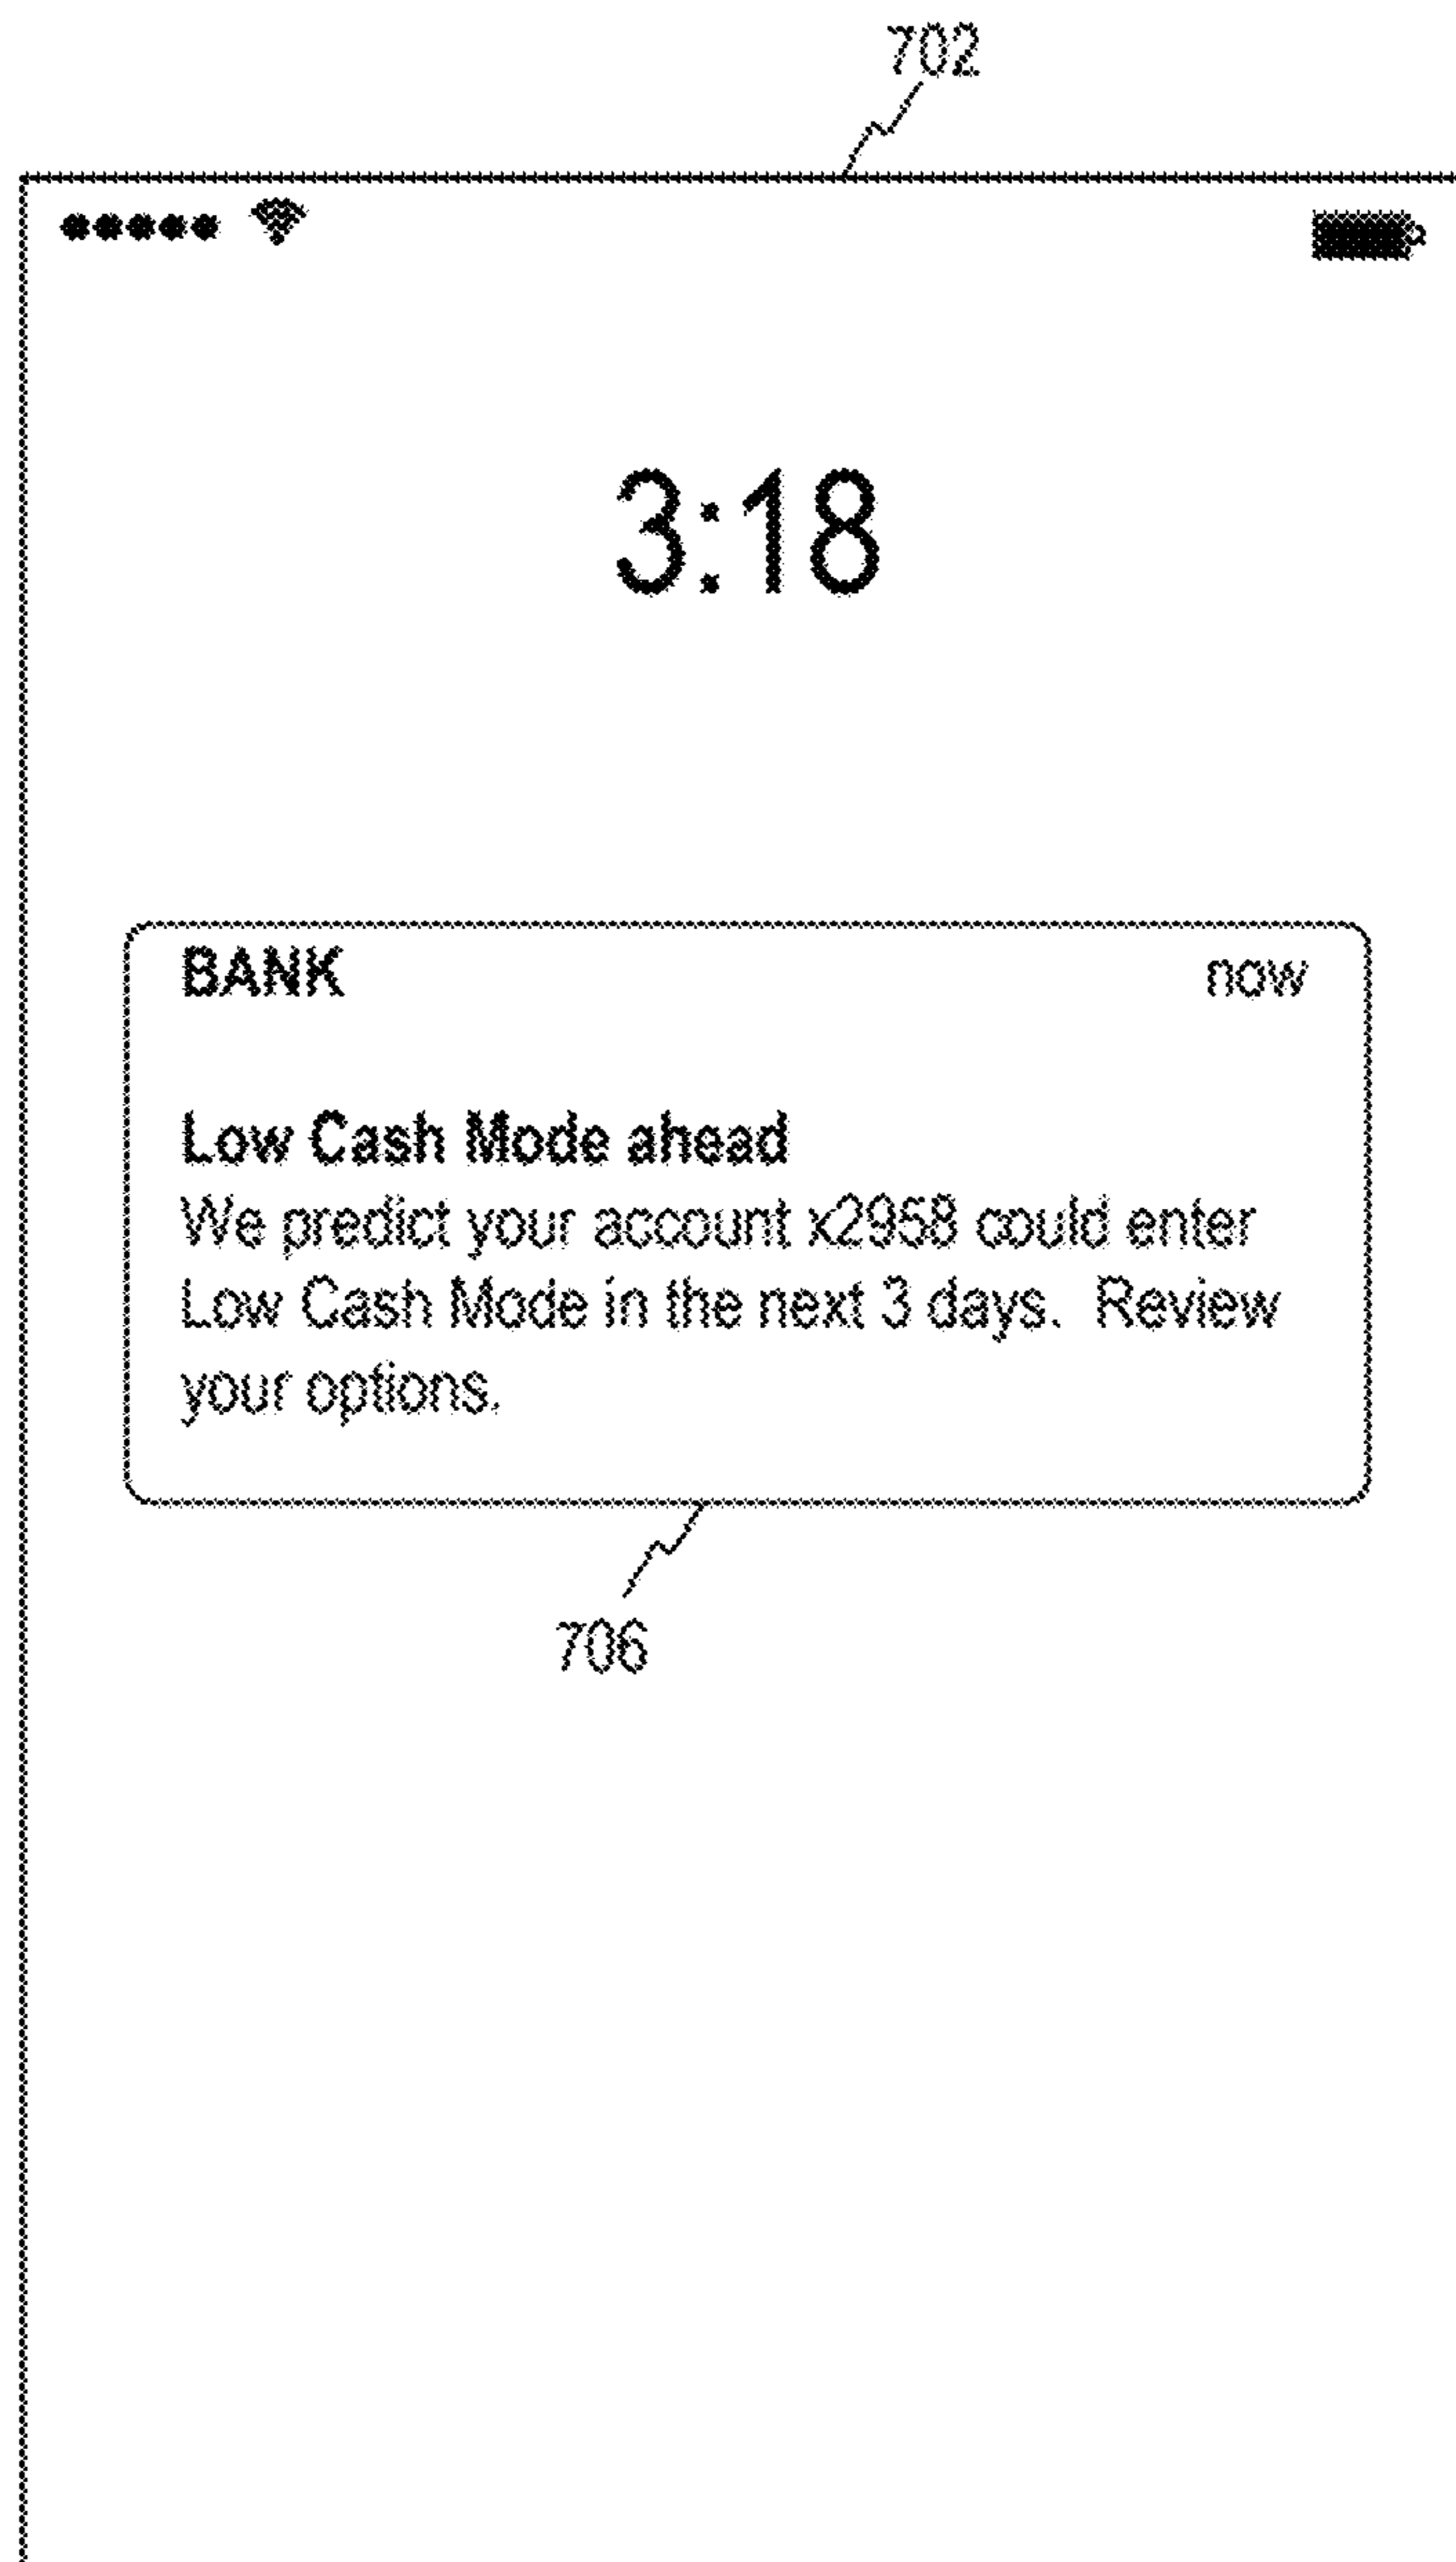 702
3:18
BANK now
Low Cash Mode ahead
We predict your account x2958 could enter
Low Cash Mode in the next 3 days.  Review
your options.
706